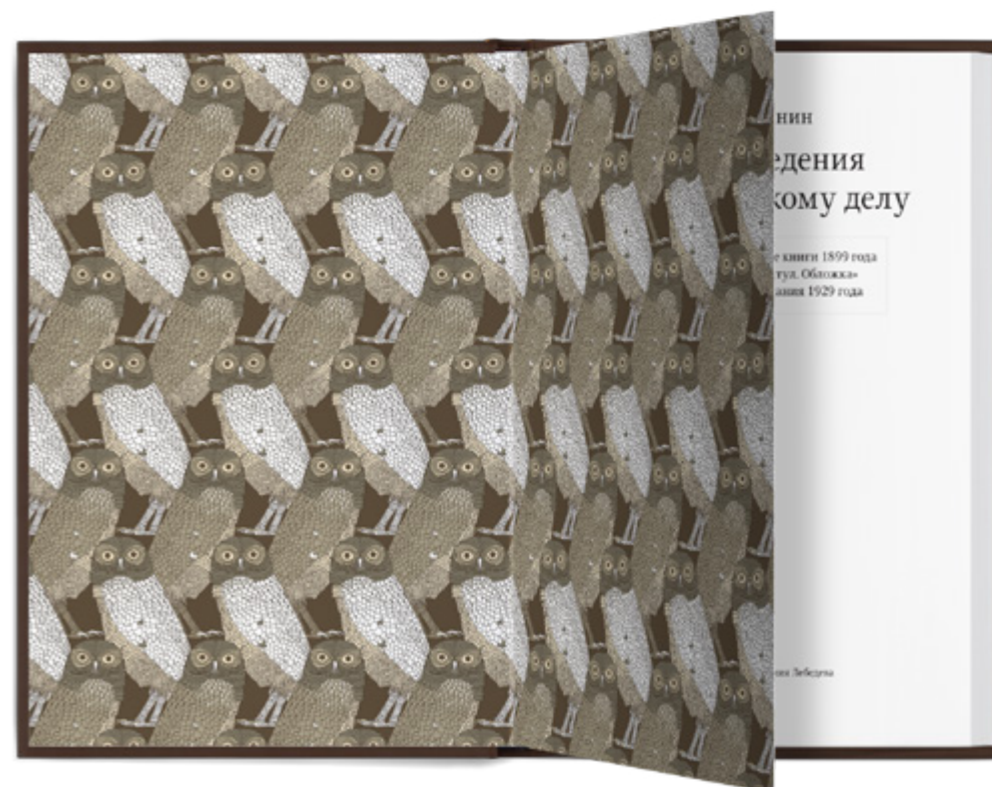 нин
едения
кому делу
е книги 1899 года
тул. Обложка»
ания 1929 года
Лебедева